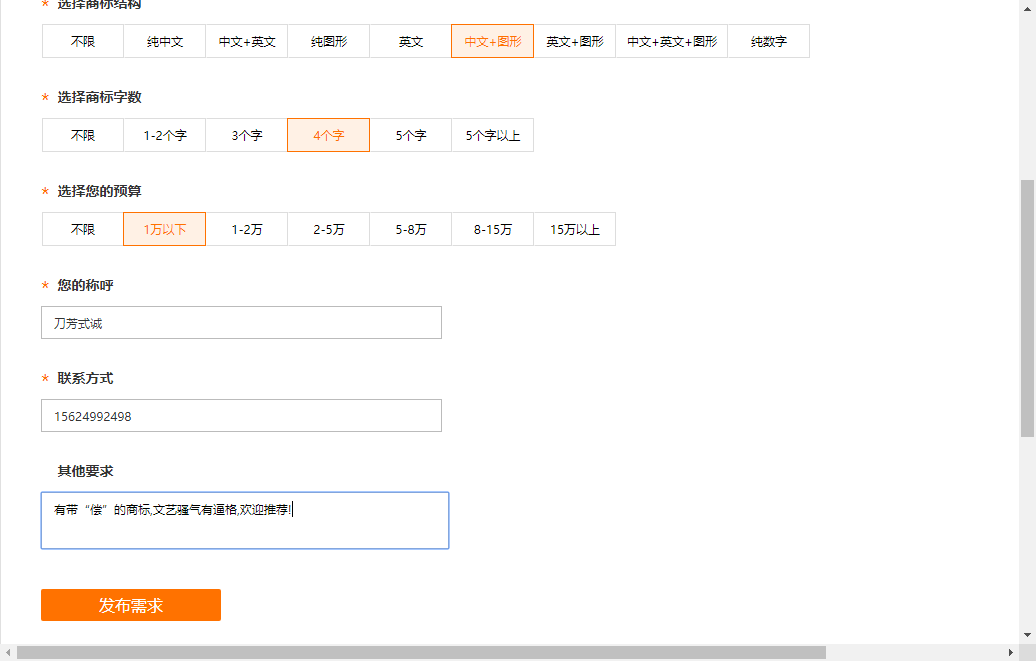 * 选择商标结构
不限 纯中文 中文+英文 纯图形 英文 中文+图形 英文+图形 中文+英文+图形 纯数字
* 选择商标字数
不限 1-2个字 3个字 4个字 5个字 5个字以上
* 选择您的预算
不限 1万以下 1-2万 2-5万 5-8万 8-15万 15万以上
* 您的称呼
刀芳式诚
* 联系方式
15624992498
其他要求
有带“偿”的商标,文艺骚气有逼格,欢迎推荐!
发布需求